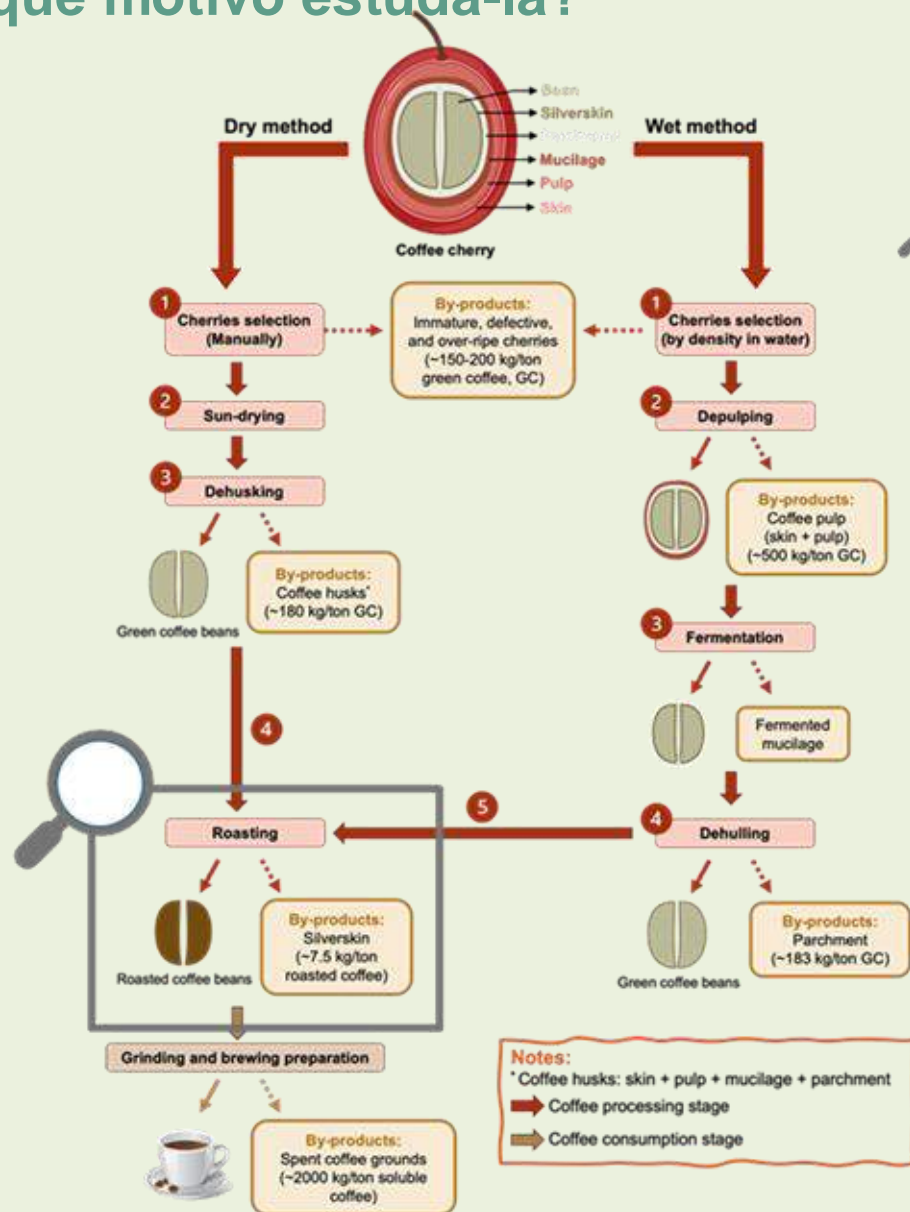 que motivo estudá-la?
Dry method
Wet method
Bean
Silverskin
Mucilage
Pulp
Skin
Coffee cherry
1
Cherries selection
(Manually)
By-products:
Immature, defective,
and over-ripe cherries
(~150-200 kg/ton
green coffee, GC)
1
Cherries selection
(by density in water)
2
Sun-drying
2
Depulping
3
Dehusking
By-products:
Coffee pulp
(skin + pulp)
(~500 kg/ton GC)
Green coffee beans
By-products:
Coffee husks*
(~180 kg/ton GC)
3
Fermentation
Fermented
mucilage
4
5
4
Roasting
Dehulling
Roasted coffee beans
By-products:
Silverskin
(~7.5 kg/ton
roasted coffee)
Green coffee beans
By-products:
Parchment
(~183 kg/ton GC)
Grinding and brewing preparation
By-products:
Spent coffee grounds
(~2000 kg/ton soluble
coffee)
Notes:
*Coffee husks: skin + pulp + mucilage + parchment
Coffee processing stage
Coffee consumption stage